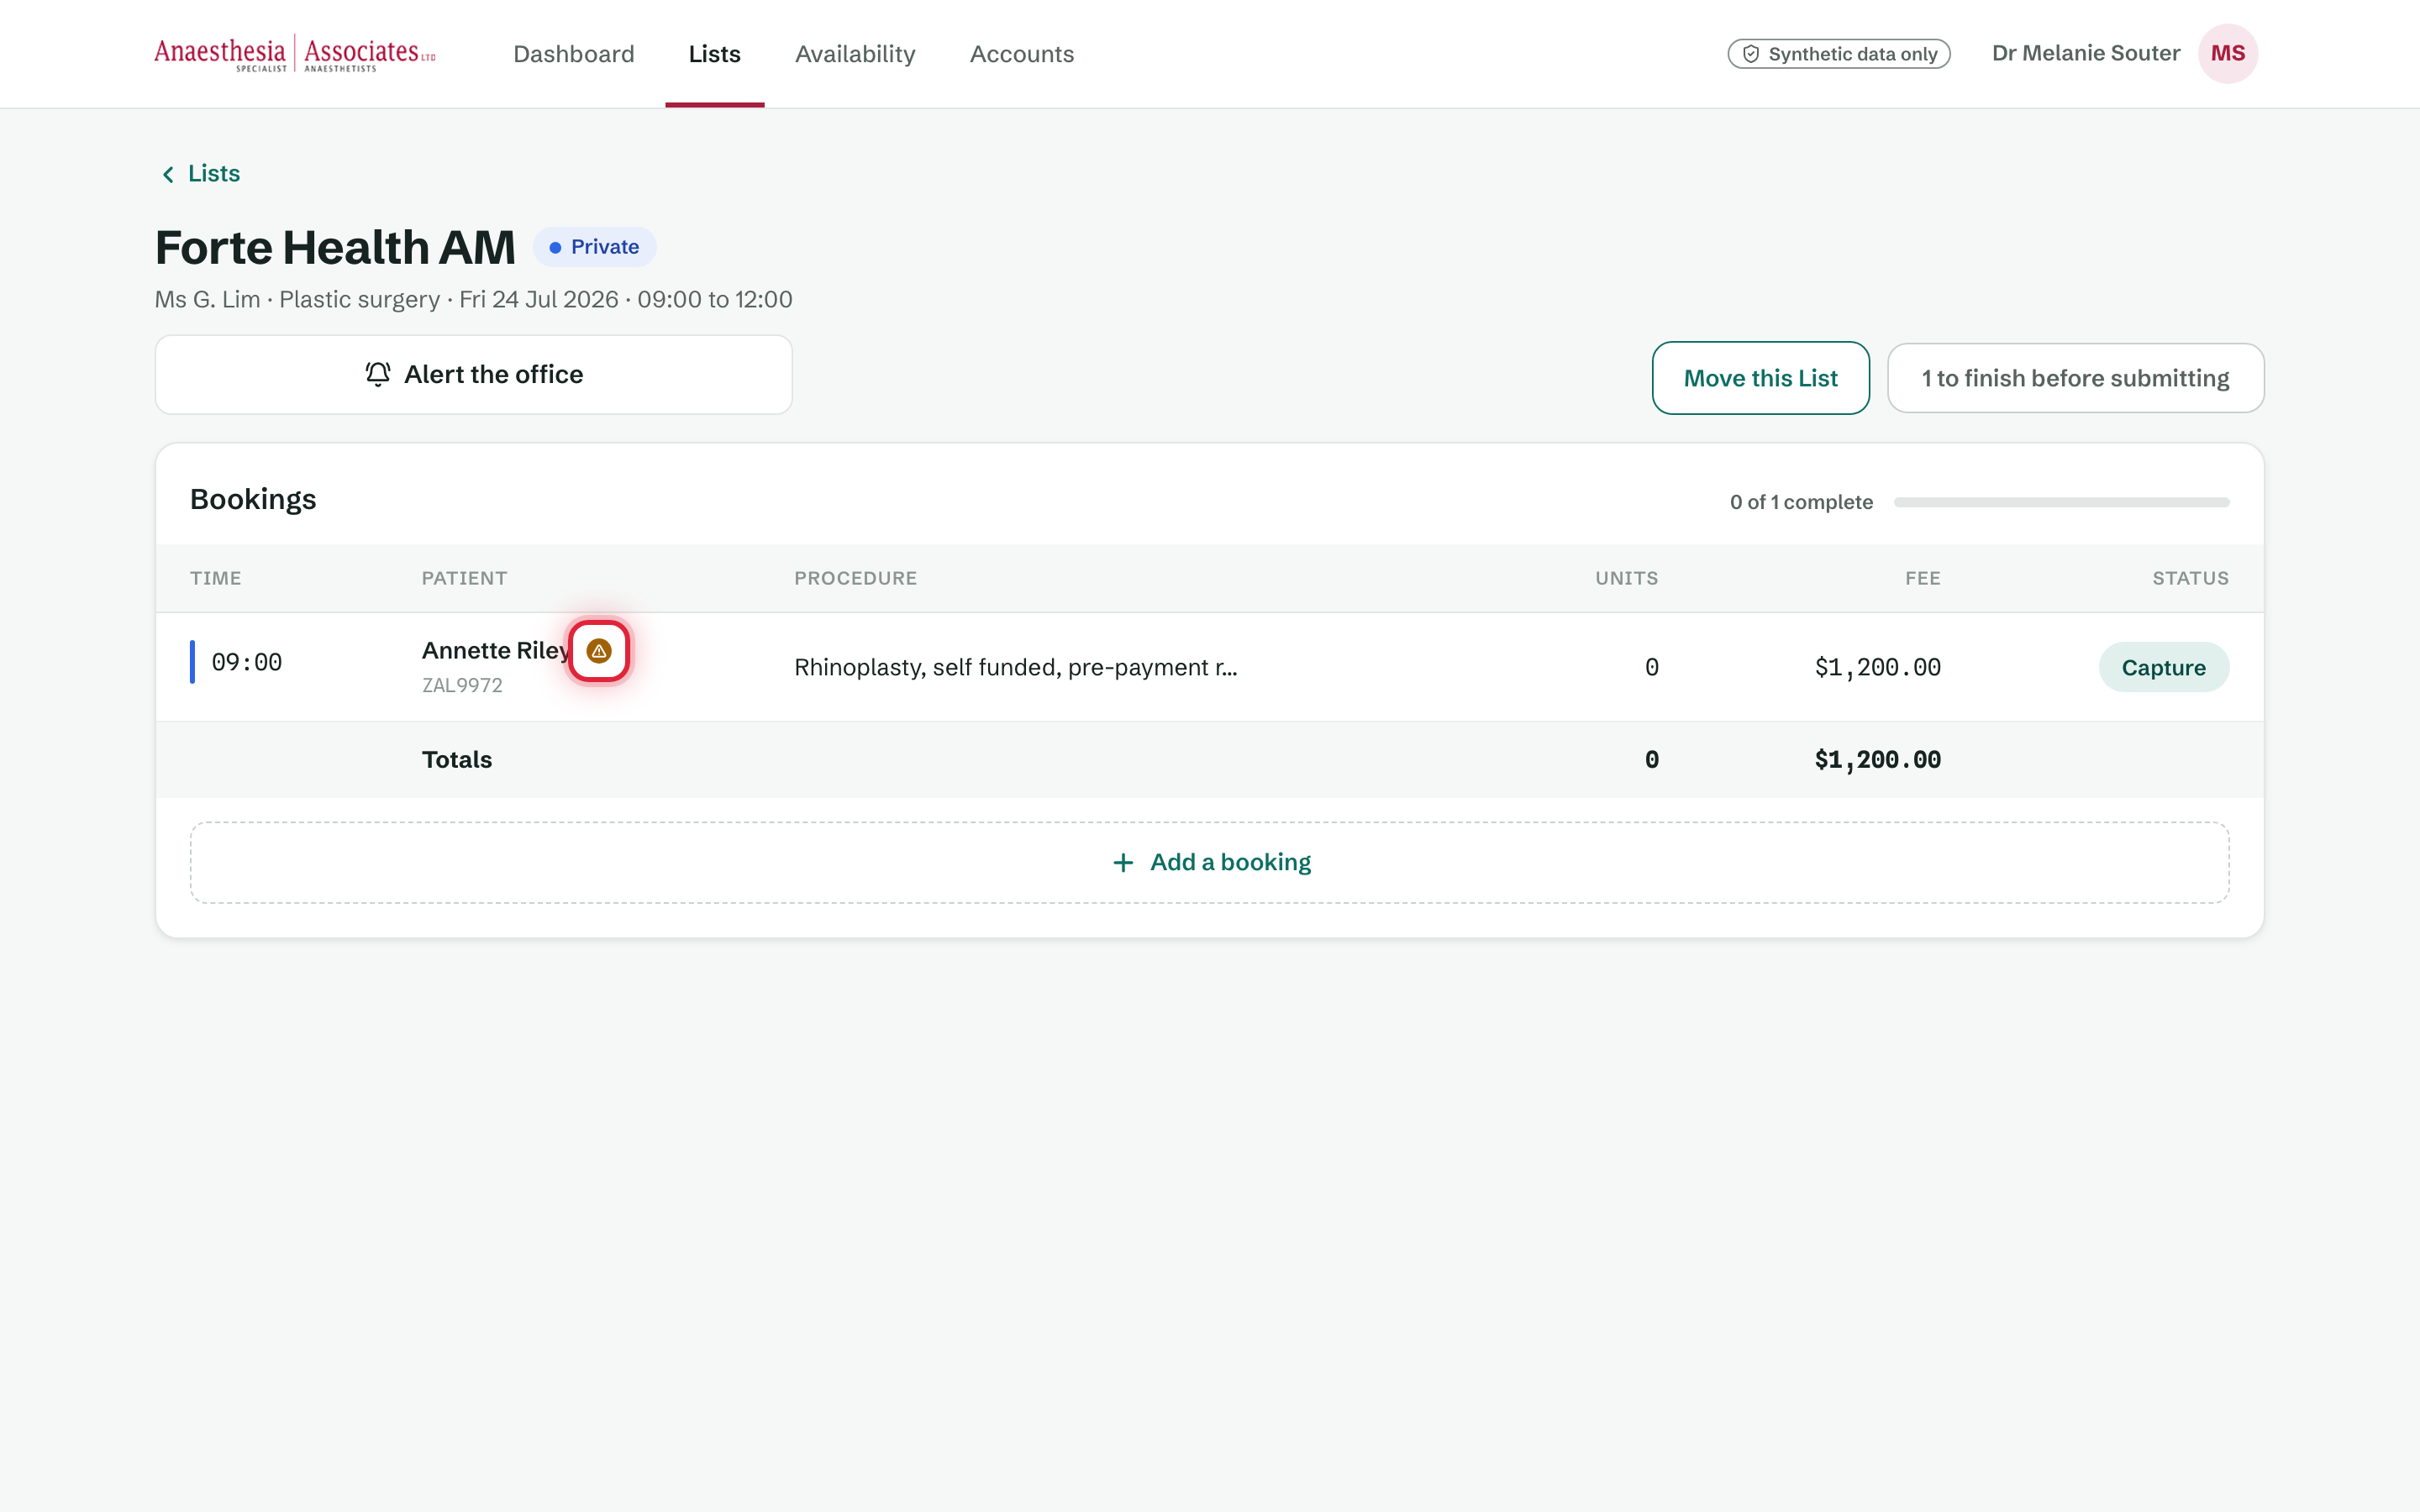 Anaesthesia Associates LTD
SPECIALIST ANAESTHETISTS
Dashboard
Lists
Availability
Accounts
Synthetic data only
Dr Melanie Souter
MS
Lists
Forte Health AM
Private
Ms G. Lim · Plastic surgery · Fri 24 Jul 2026 · 09:00 to 12:00
Alert the office
Move this List
1 to finish before submitting
Bookings
0 of 1 complete
TIME PATIENT PROCEDURE UNITS FEE STATUS
09:00 Annette Riley Rhinoplasty, self funded, pre-payment r... 0 $1,200.00 Capture
ZAL9972
Totals 0 $1,200.00
+ Add a booking